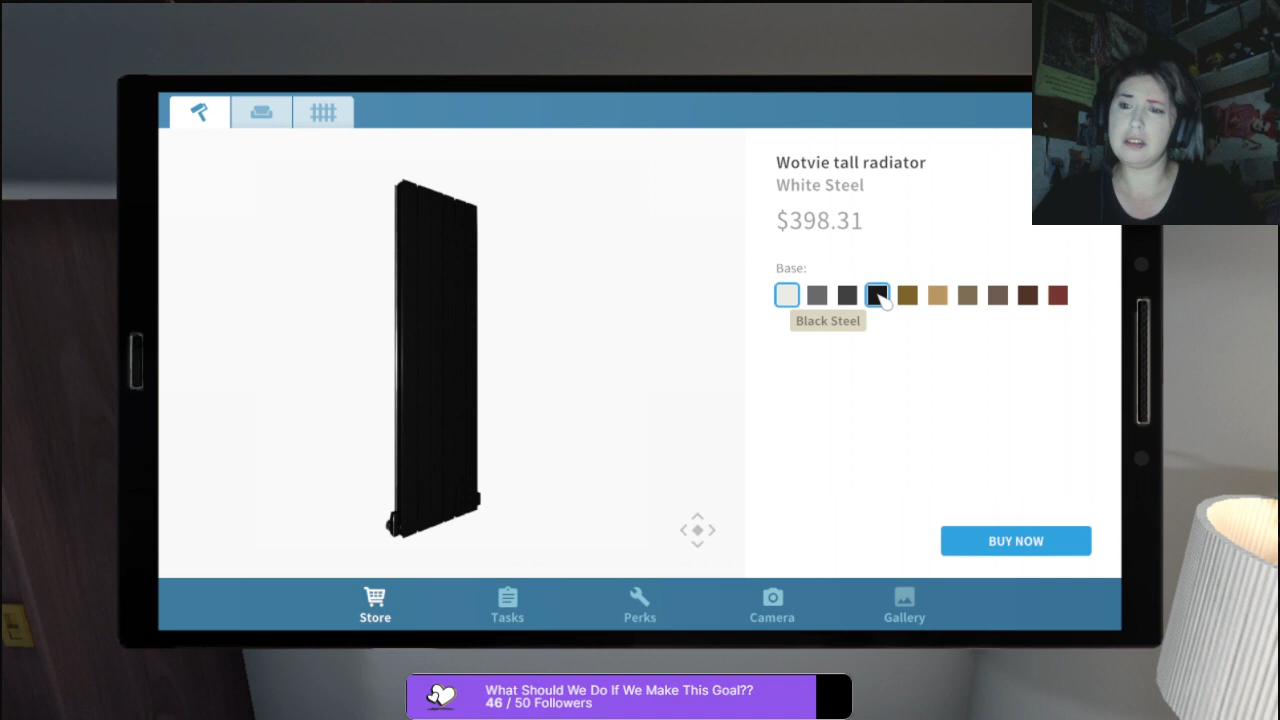 Wotvie tall radiator
White Steel
$398.31
Base:
Black Steel
BUY NOW
Store
Tasks
Perks
Camera
Gallery
What Should We Do If We Make This Goal??
46 / 50 Followers